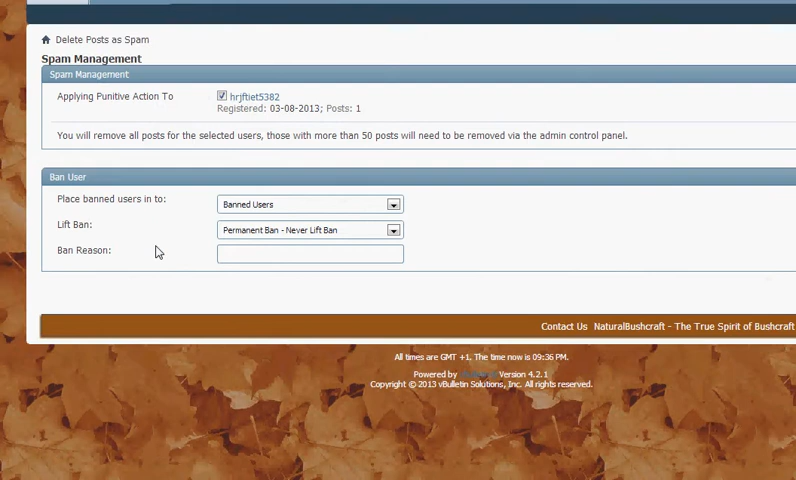 Delete Posts as Spam
Spam Management
Spam Management
Applying Punitive Action To
hrjftiet5382
Registered: 03-08-2013; Posts: 1
You will remove all posts for the selected users, those with more than 50 posts will need to be removed via the admin control panel.
Ban User
Place banned users in to:
Banned Users
Lift Ban:
Permanent Ban - Never Lift Ban
Ban Reason:
Contact Us NaturalBushcraft - The True Spirit of Bushcraft
All times are GMT +1. The time now is 09:36 PM.
Powered by Version 4.2.1
Copyright © 2013 vBulletin Solutions, Inc. All rights reserved.